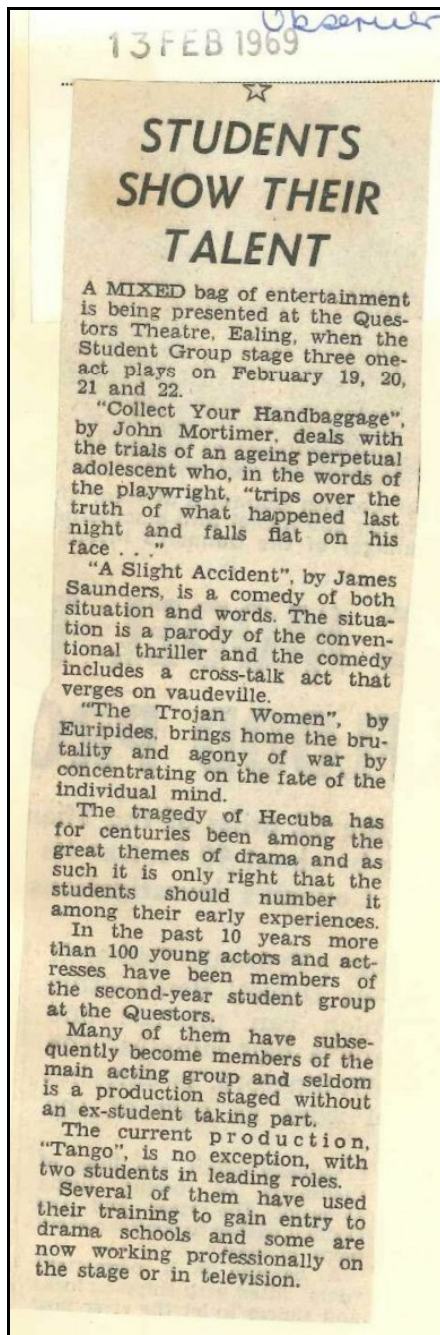 Observer
13 FEB 1969
STUDENTS
SHOW THEIR
TALENT
A MIXED bag of entertainment
is being presented at the Ques-
tors Theatre, Ealing, when the
Student Group stage three one-
act plays on February 19, 20,
21 and 22.
"Collect Your Handbaggage",
by John Mortimer, deals with
the trials of an ageing perpetual
adolescent who, in the words of
the playwright, "trips over the
truth of what happened last
night and falls flat on his
face . . ."
"A Slight Accident", by James
Saunders, is a comedy of both
situation and words. The situa-
tion is a parody of the conven-
tional thriller and the comedy
includes a cross-talk act that
verges on vaudeville.
"The Trojan Women", by
Euripides, brings home the bru-
tality and agony of war by
concentrating on the fate of the
individual mind.
The tragedy of Hecuba has
for centuries been among the
great themes of drama and as
such it is only right that the
students should number it
among their early experiences.
In the past 10 years more
than 100 young actors and act-
resses have been members of
the second-year student group
at the Questors.
Many of them have subse-
quently become members of the
main acting group and seldom
is a production staged without
an ex-student taking part.
The current production,
"Tango", is no exception, with
two students in leading roles.
Several of them have used
their training to gain entry to
drama schools and some are
now working professionally on
the stage or in television.